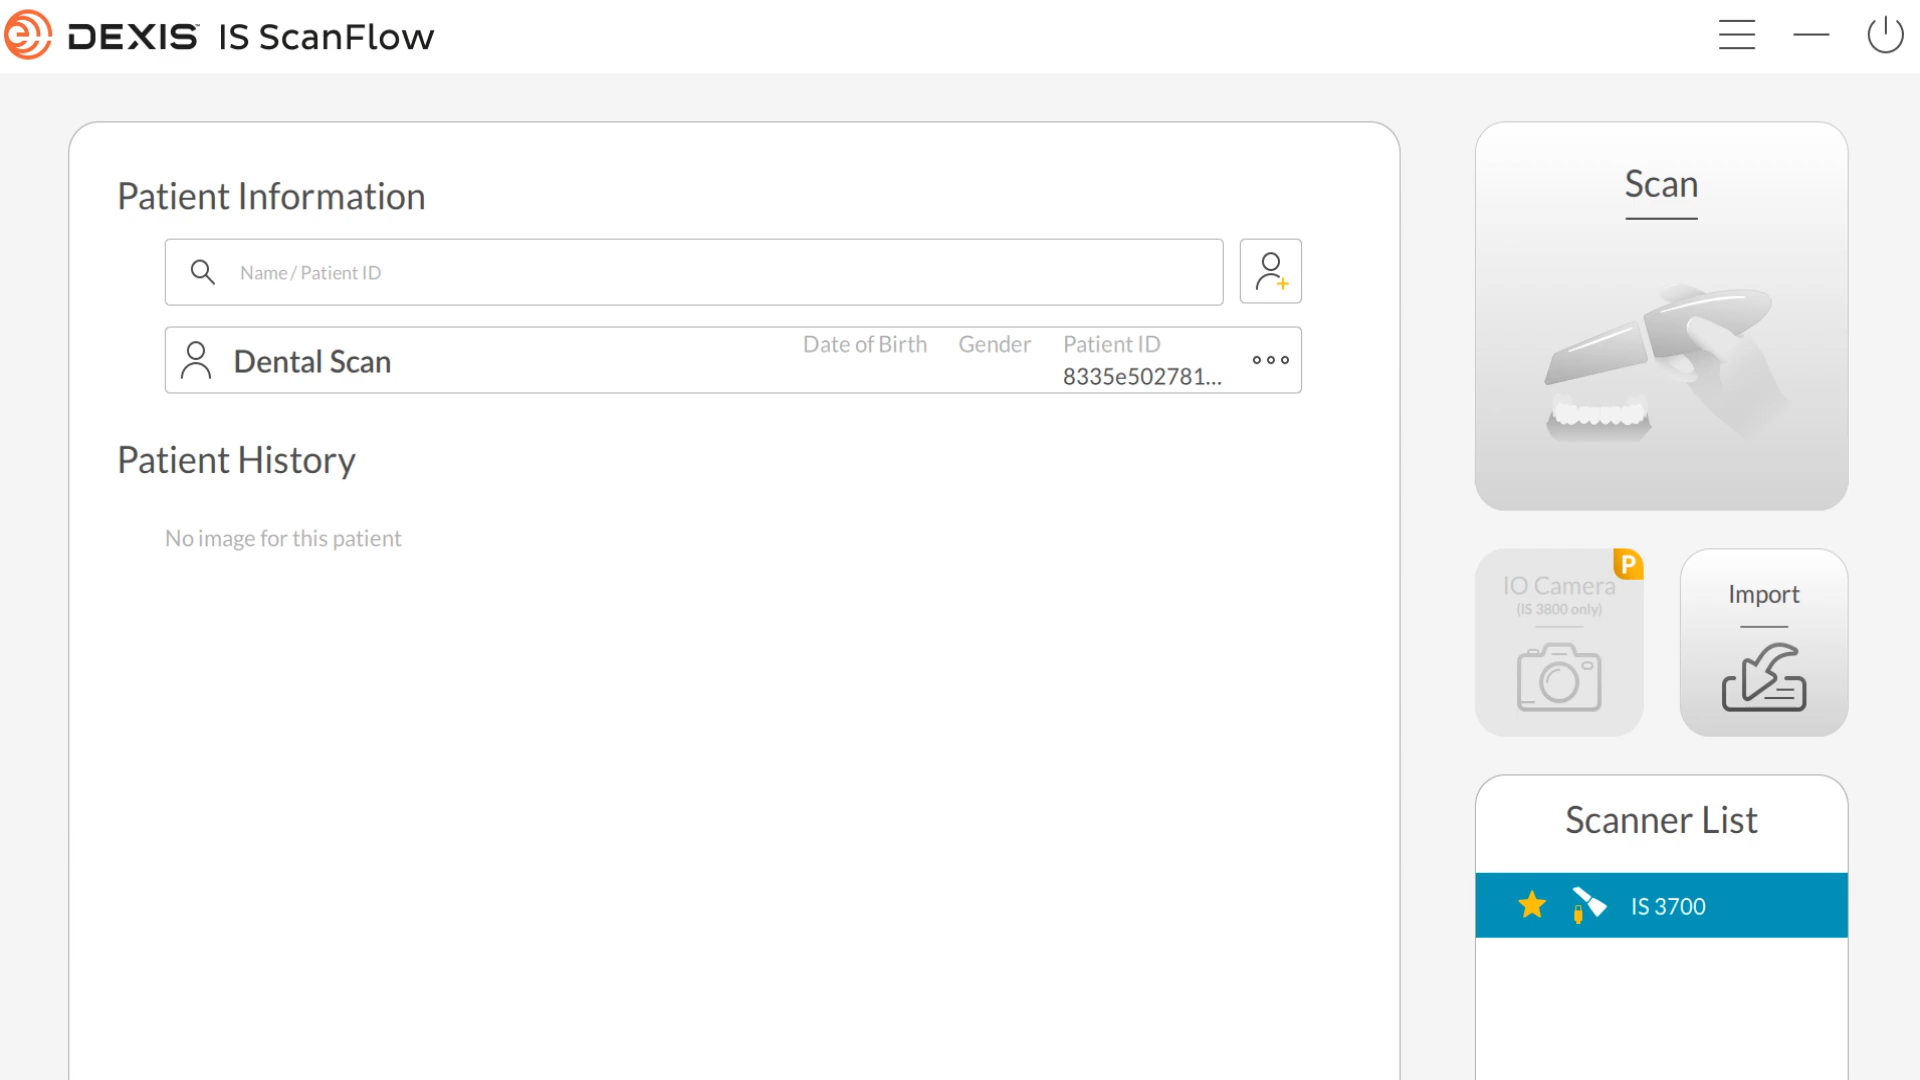 DEXIS™ IS ScanFlow
Patient Information
Name / Patient ID
Dental Scan
Date of Birth
Gender
Patient ID
8335e502781...
Patient History
No image for this patient
Scan
P
IO Camera
(IS 3800 only)
Import
Scanner List
IS 3700